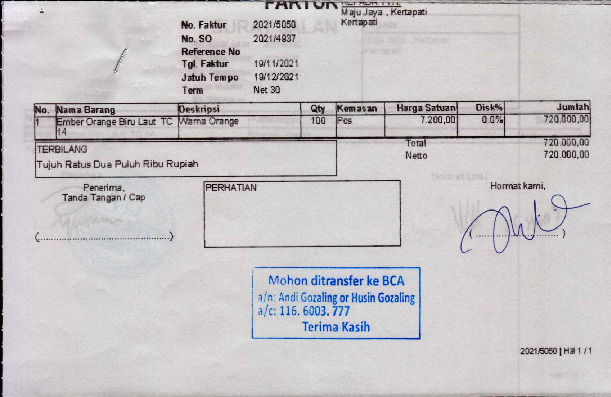 FAKTUR
KEPADA YTH.
Maju Jaya , Kertapati
Kertapati
No. Faktur 2021/5050
No. SO 2021/4937
Reference No
Tgl. Faktur 19/11/2021
Jatuh Tempo 19/12/2021
Term Net 30
No. Nama Barang Deskripsi Qty Kemasan Harga Satuan Disk% Jumlah
1 Ember Orange Biru Laut TC Warna Orange 100 Pcs 7.200,00 0.0% 720.000,00
14
TERBILANG Total 720.000,00
Netto 720.000,00
Tujuh Ratus Dua Puluh Ribu Rupiah
Penerima, PERHATIAN Hormat kami,
Tanda Tangan / Cap
(..............................) (........................)
Mohon ditransfer ke BCA
a/n: Andi Gozaling or Husin Gozaling
a/c: 116. 6003. 777
Terima Kasih
2021/5050 | Hal 1 / 1